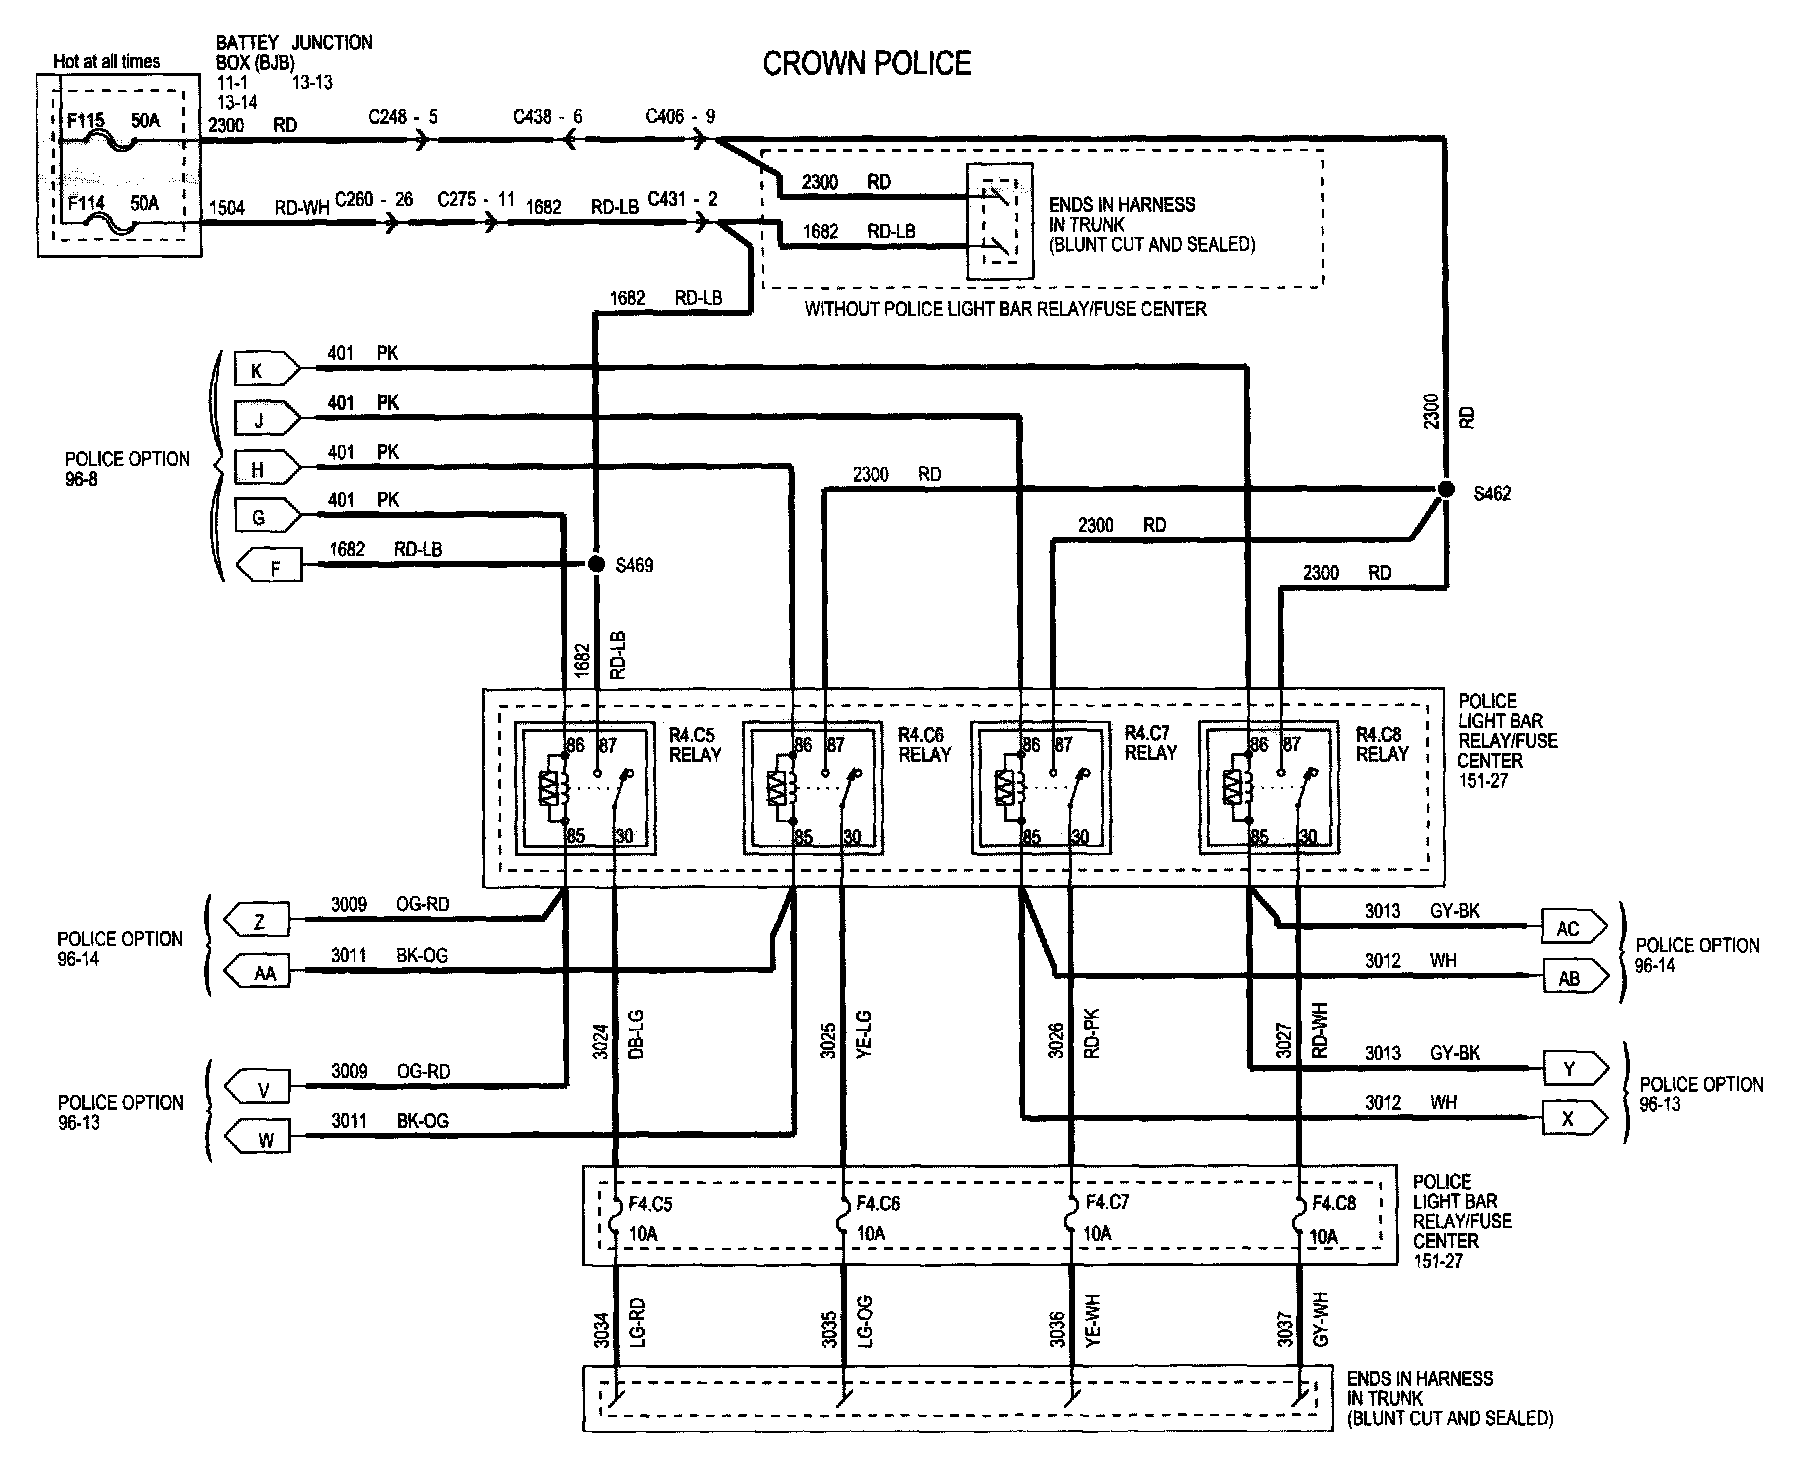 CROWN POLICE
Hot at all times
BATTEY JUNCTION
BOX (BJB)
11-1 13-13
13-14
F115 50A
2300 RD
C248 - 5
C438 - 6
C406 - 9
F114 50A
1504 RD-WH
C260 - 26
C275 - 11
1682 RD-LB
C431 - 2
2300 RD
1682 RD-LB
ENDS IN HARNESS
IN TRUNK
(BLUNT CUT AND SEALED)
WITHOUT POLICE LIGHT BAR RELAY/FUSE CENTER
1682 RD-LB
K 401 PK
J 401 PK
H 401 PK
G 401 PK
F 1682 RD-LB
POLICE OPTION
96-8
S469
2300 RD
S462
2300 RD
2300 RD
2300 RD
1682 RD-LB
86 87
85 30
R4.C5
RELAY
86 87
85 30
R4.C6
RELAY
86 87
85 30
R4.C7
RELAY
86 87
85 30
R4.C8
RELAY
POLICE
LIGHT BAR
RELAY/FUSE
CENTER
151-27
POLICE OPTION
96-14
Z 3009 OG-RD
AA 3011 BK-OG
3013 GY-BK AC
3012 WH AB
POLICE OPTION
96-14
3024 DB-LG
3025 YE-LG
3026 RD-PK
3027 RD-WH
POLICE OPTION
96-13
V 3009 OG-RD
W 3011 BK-OG
3013 GY-BK Y
3012 WH X
POLICE OPTION
96-13
F4.C5
10A
F4.C6
10A
F4.C7
10A
F4.C8
10A
POLICE
LIGHT BAR
RELAY/FUSE
CENTER
151-27
3034 LG-RD
3035 LG-OG
3036 YE-WH
3037 GY-WH
ENDS IN HARNESS
IN TRUNK
(BLUNT CUT AND SEALED)